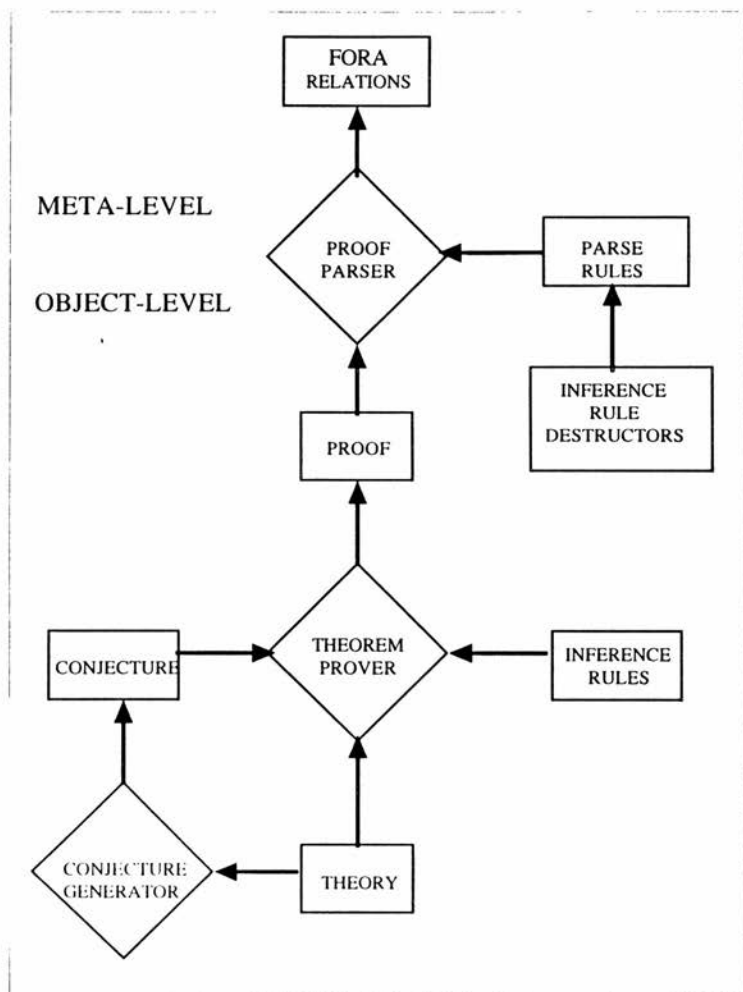 FORA
RELATIONS
META-LEVEL
PROOF
PARSER
PARSE
RULES
OBJECT-LEVEL
INFERENCE
RULE
DESTRUCTORS
PROOF
CONJECTURE
THEOREM
PROVER
INFERENCE
RULES
CONJECTURE
GENERATOR
THEORY